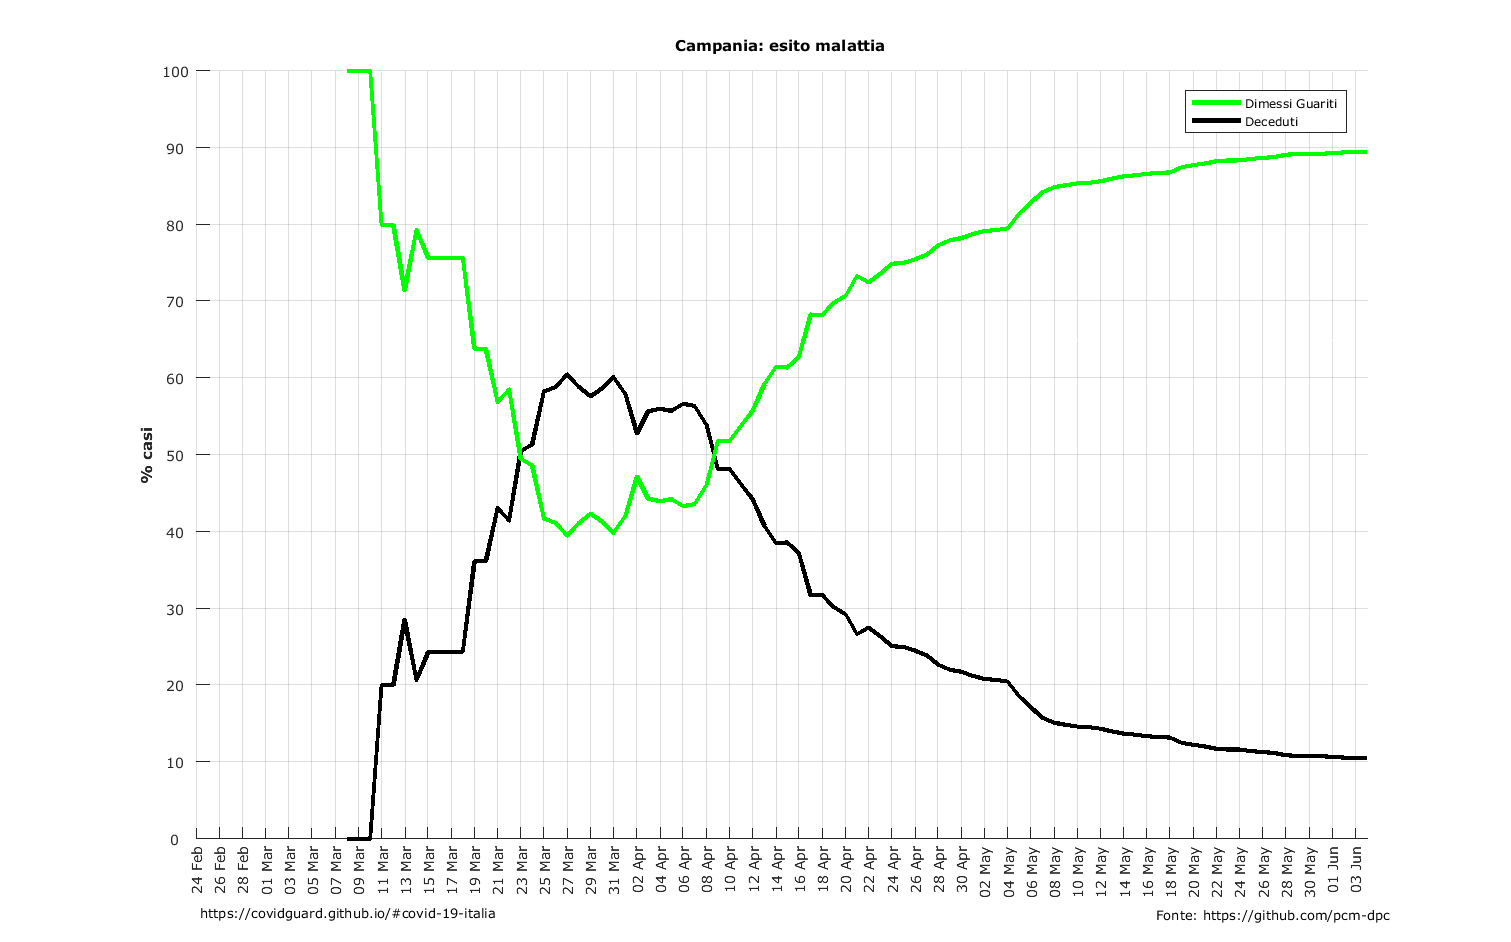 Campania: esito malattia
Dimessi Guariti
Deceduti
% casi
100
90
80
70
60
50
40
30
20
10
0
24 Feb
26 Feb
28 Feb
01 Mar
03 Mar
05 Mar
07 Mar
09 Mar
11 Mar
13 Mar
15 Mar
17 Mar
19 Mar
21 Mar
23 Mar
25 Mar
27 Mar
29 Mar
31 Mar
02 Apr
04 Apr
06 Apr
08 Apr
10 Apr
12 Apr
14 Apr
16 Apr
18 Apr
20 Apr
22 Apr
24 Apr
26 Apr
28 Apr
30 Apr
02 May
04 May
06 May
08 May
10 May
12 May
14 May
16 May
18 May
20 May
22 May
24 May
26 May
28 May
30 May
01 Jun
03 Jun
https://covidguard.github.io/#covid-19-italia
Fonte: https://github.com/pcm-dpc